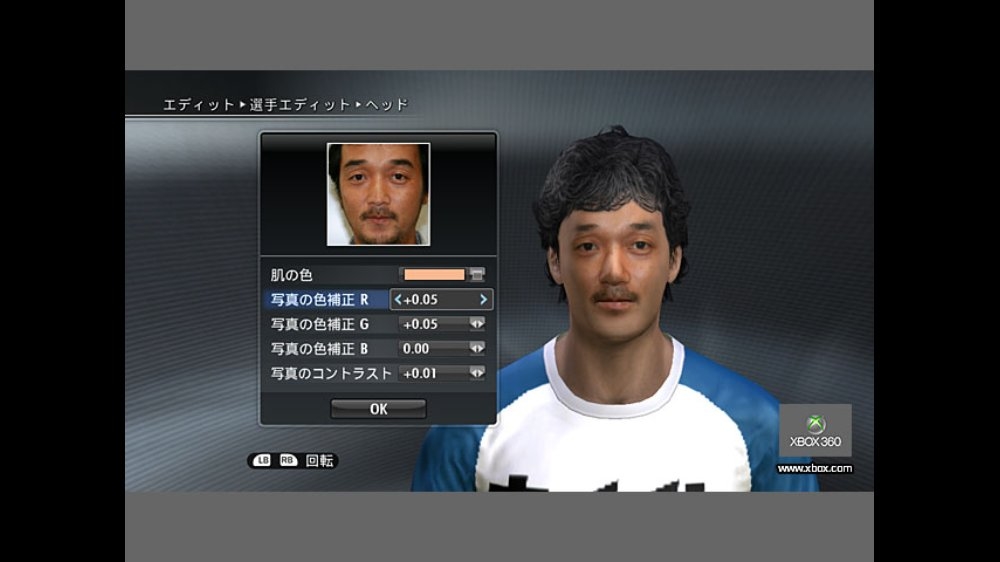 エディット▶選手エディット▶ヘッド
肌の色
写真の色補正 R +0.05
写真の色補正 G +0.05
写真の色補正 B 0.00
写真のコントラスト +0.01
OK
LB RB 回転
XBOX 360
www.xbox.com